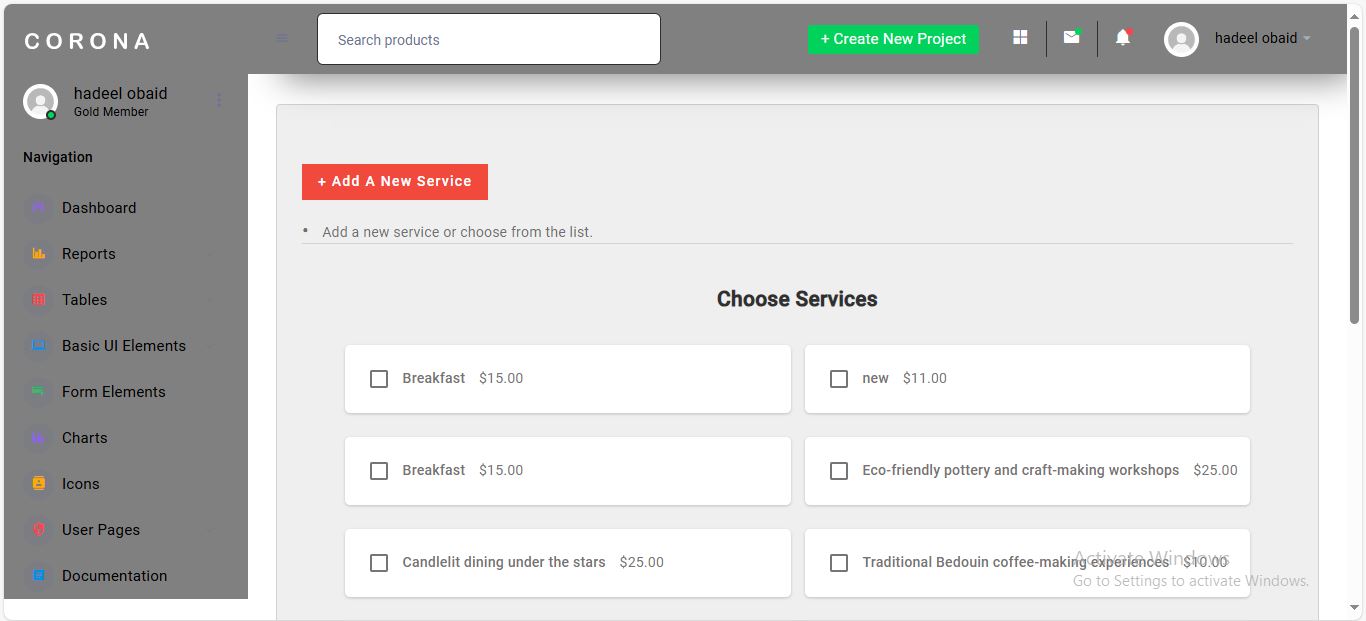 CORONA
Search products
+ Create New Project
hadeel obaid
hadeel obaid
Gold Member
Navigation
Dashboard
Reports
Tables
Basic UI Elements
Form Elements
Charts
Icons
User Pages
Documentation
+ Add A New Service
• Add a new service or choose from the list.
Choose Services
Breakfast $15.00
new $11.00
Breakfast $15.00
Eco-friendly pottery and craft-making workshops $25.00
Candlelit dining under the stars $25.00
Traditional Bedouin coffee-making experiences $10.00
Activate Windows
Go to Settings to activate Windows.